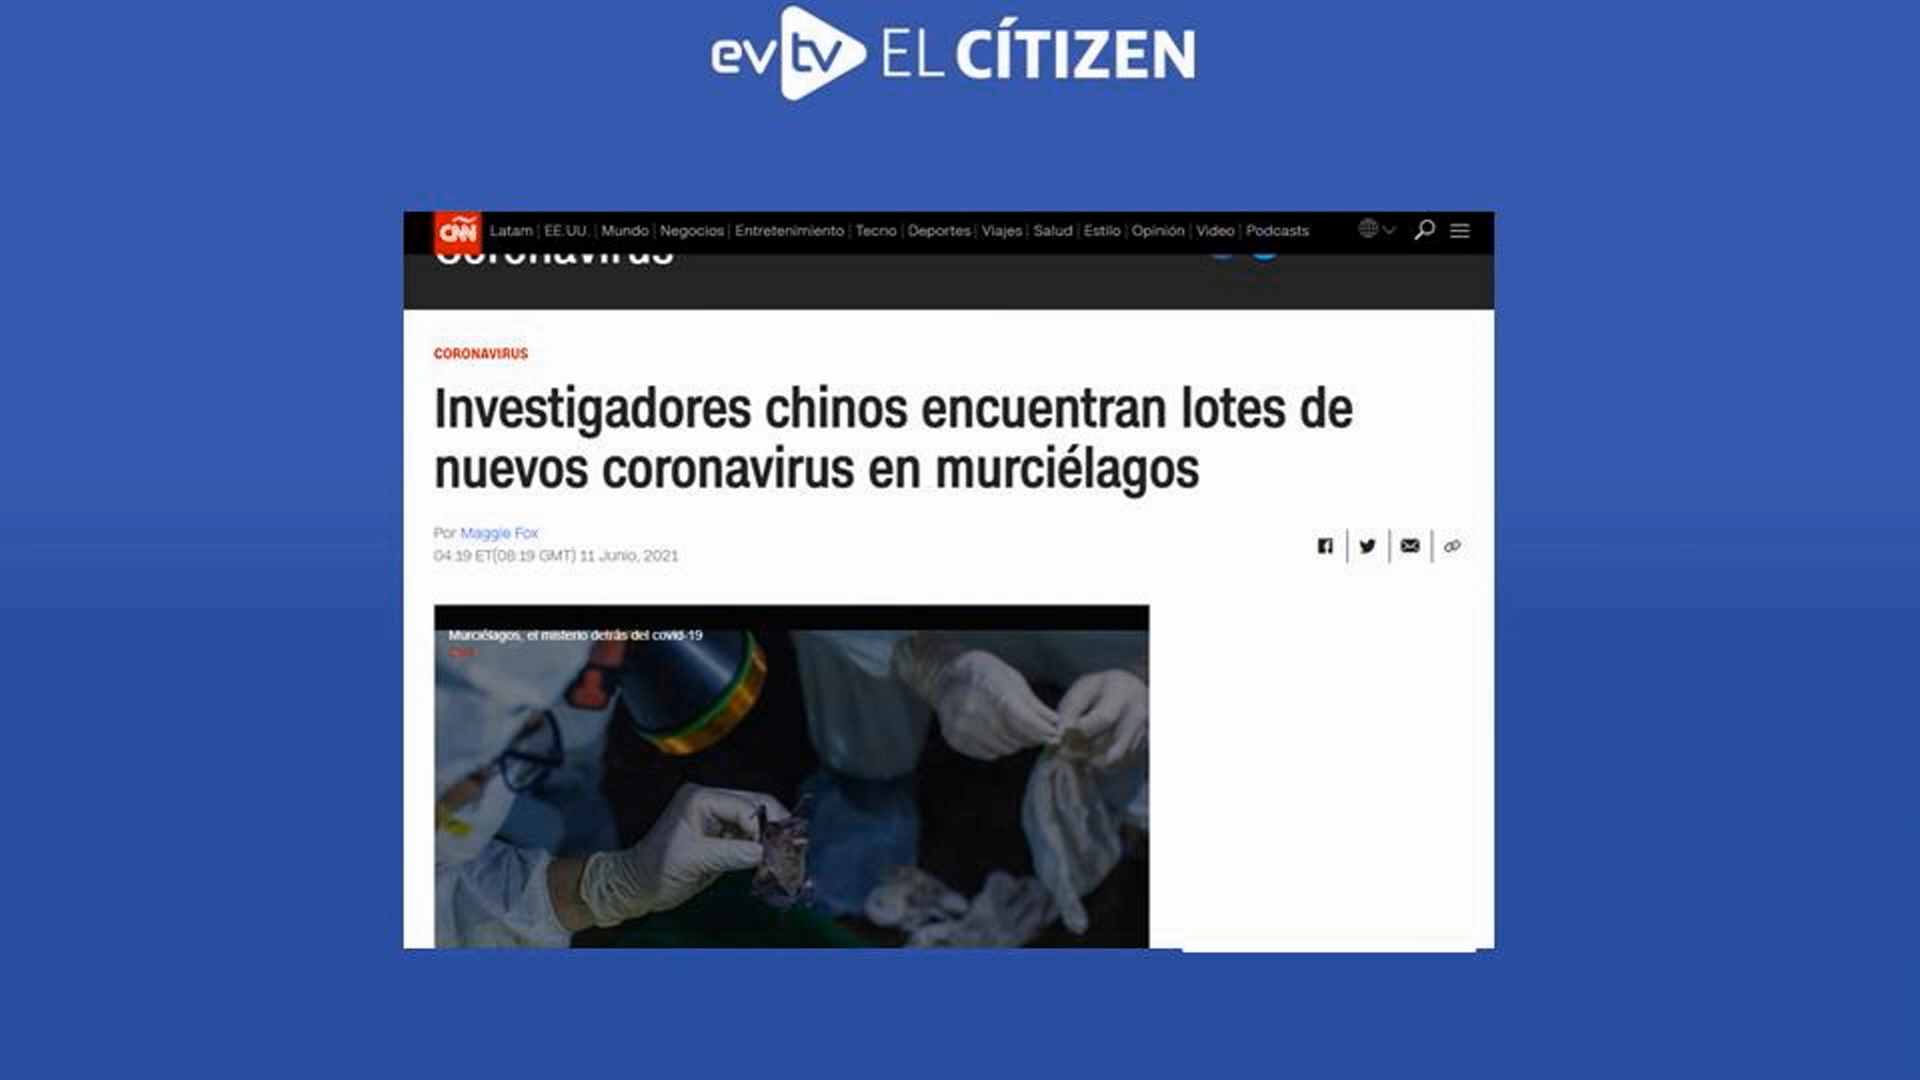 evtv EL CÍTIZEN
CNN Latam EE.UU. Mundo Negocios Entretenimiento Tecno Deportes Viajes Salud Estilo Opinión Video Podcasts
Coronavirus
CORONAVIRUS
Investigadores chinos encuentran lotes de
nuevos coronavirus en murciélagos
Por Maggie Fox
04:19 ET(08:19 GMT) 11 Junio, 2021
Murciélagos, el misterio detrás del covid-19